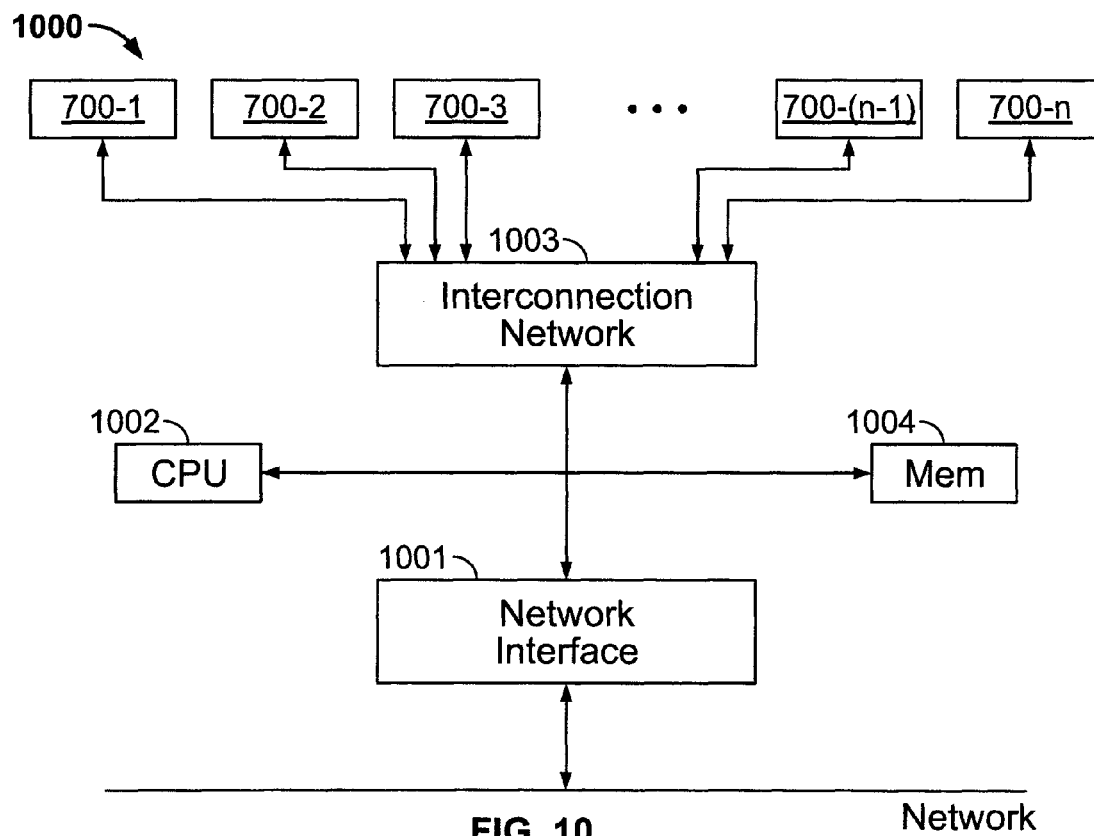 1000
700-1 700-2 700-3 • • • 700-(n-1) 700-n
1003
Interconnection
Network
1002
CPU
1004
Mem
1001
Network
Interface
Network
FIG. 10